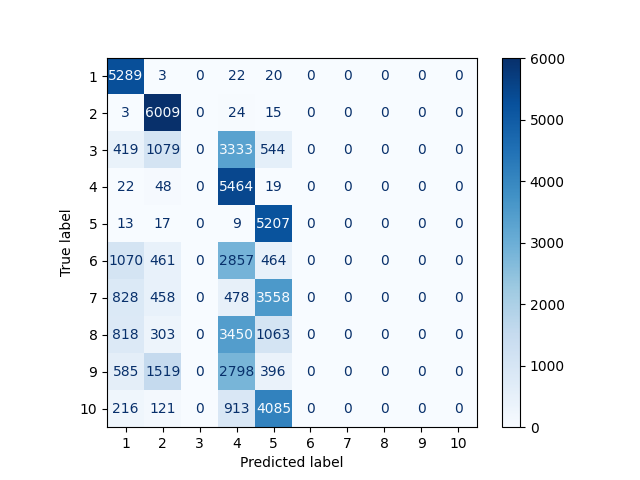 1 5289 3 0 22 20 0 0 0 0 0
2 3 6009 0 24 15 0 0 0 0 0
3 419 1079 0 3333 544 0 0 0 0 0
4 22 48 0 5464 19 0 0 0 0 0
5 13 17 0 9 5207 0 0 0 0 0
6 1070 461 0 2857 464 0 0 0 0 0
7 828 458 0 478 3558 0 0 0 0 0
8 818 303 0 3450 1063 0 0 0 0 0
9 585 1519 0 2798 396 0 0 0 0 0
10 216 121 0 913 4085 0 0 0 0 0
1 2 3 4 5 6 7 8 9 10
Predicted label
True label
6000
5000
4000
3000
2000
1000
0